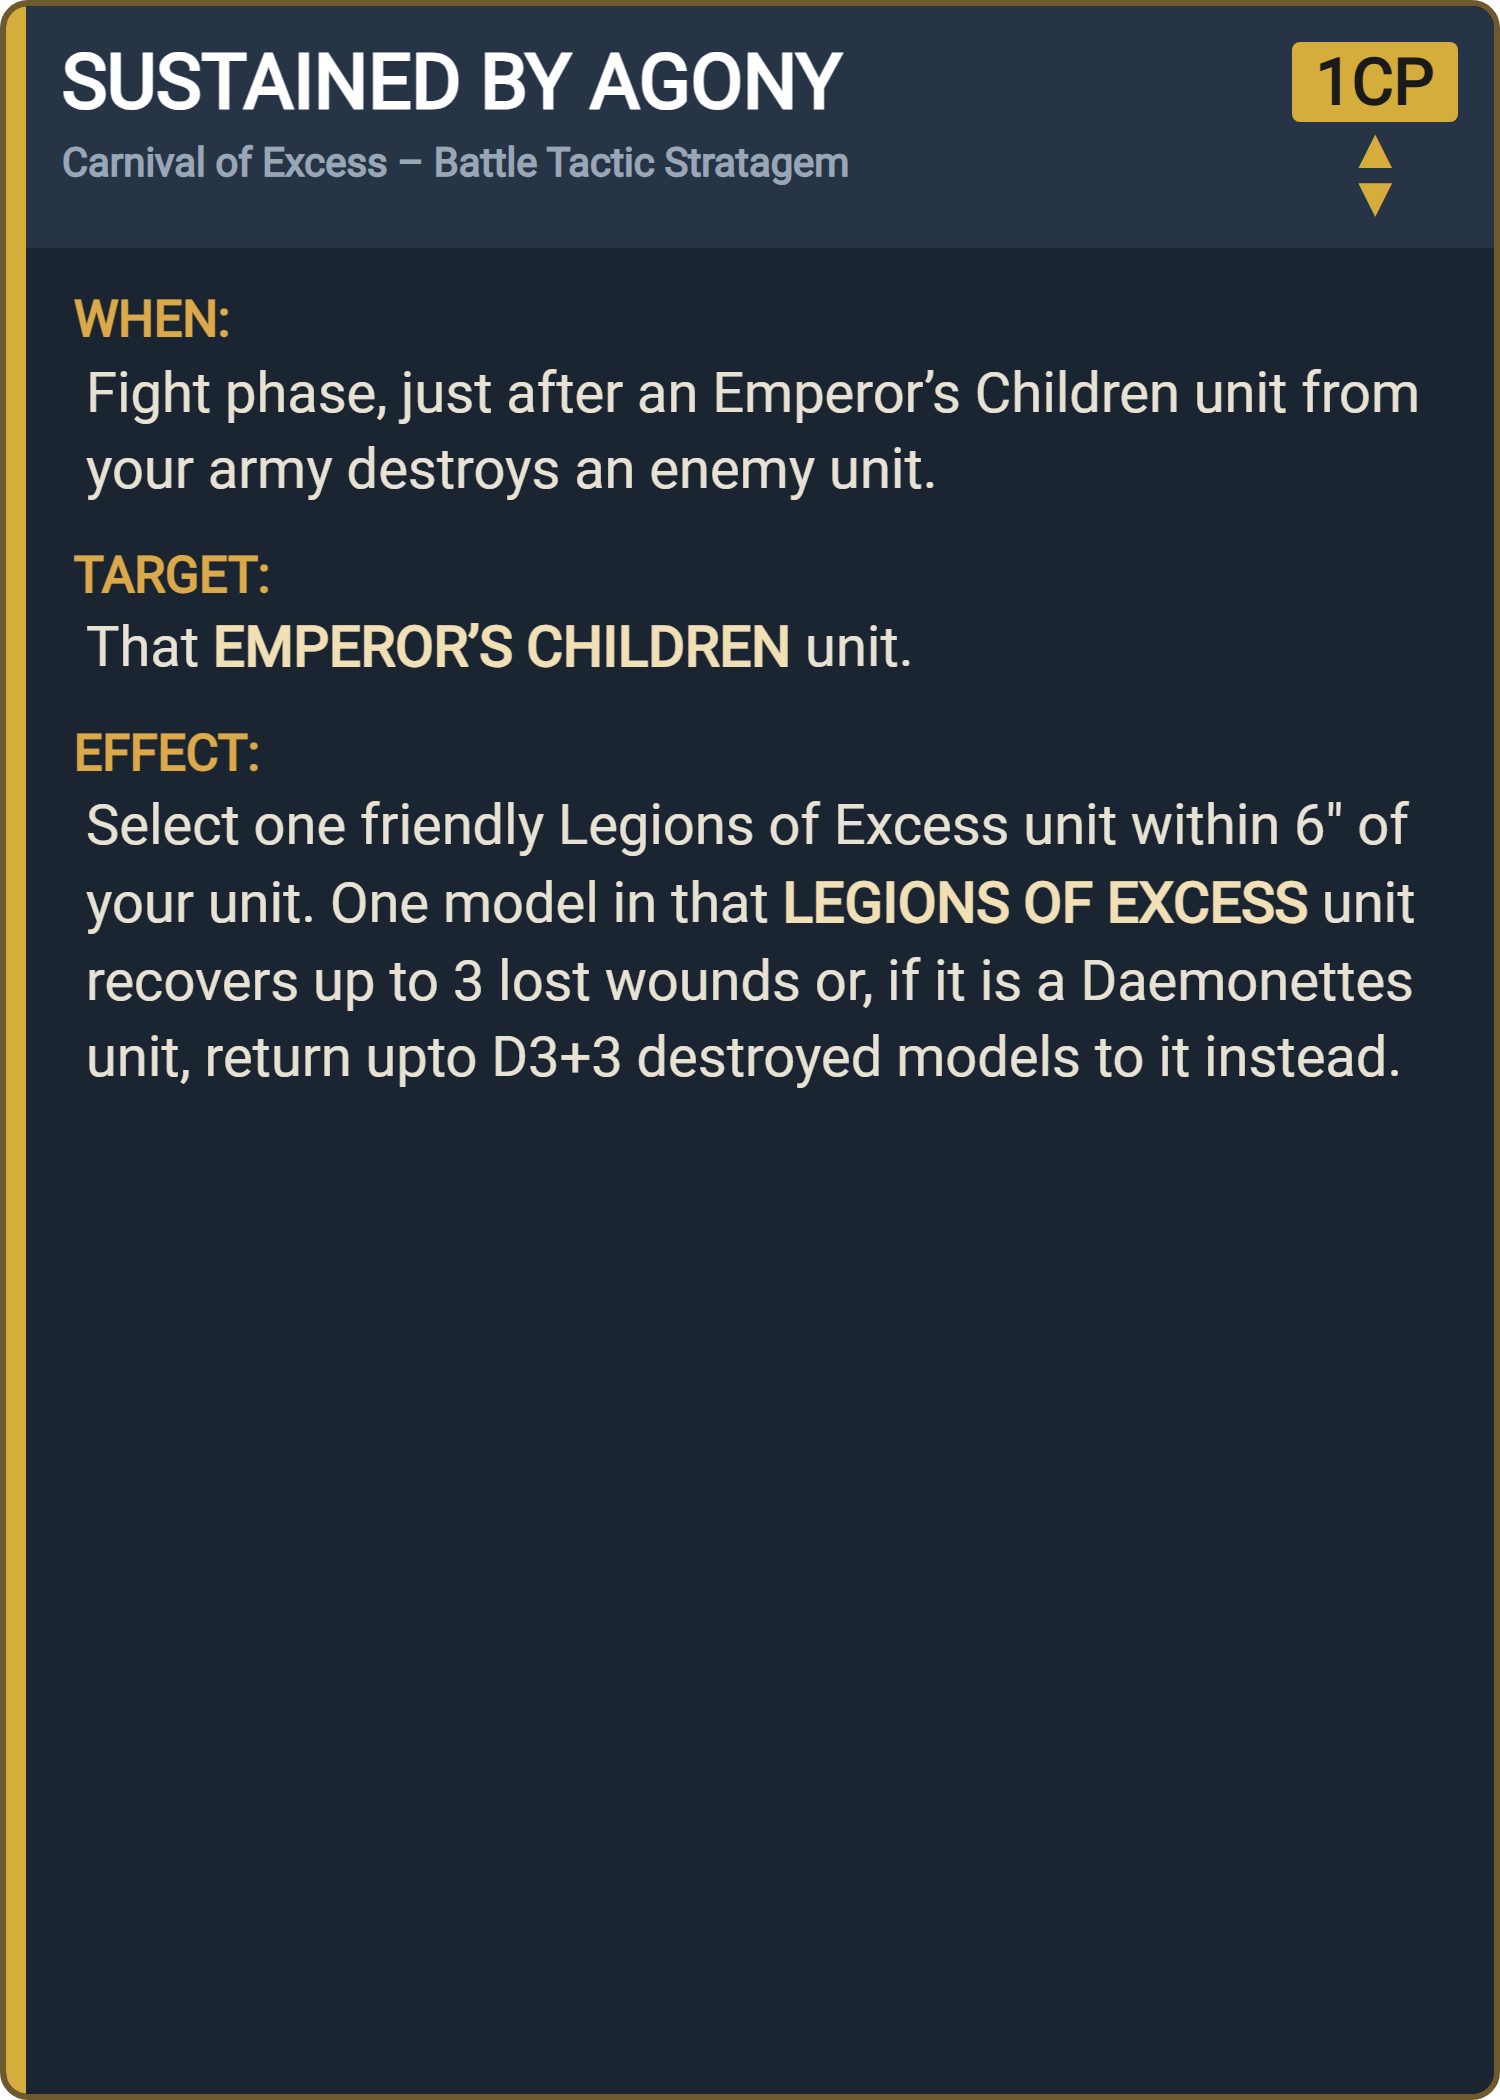 SUSTAINED BY AGONY
1CP
Carnival of Excess – Battle Tactic Stratagem
▲
▼
WHEN:
Fight phase, just after an Emperor’s Children unit from
your army destroys an enemy unit.
TARGET:
That EMPEROR’S CHILDREN unit.
EFFECT:
Select one friendly Legions of Excess unit within 6" of
your unit. One model in that LEGIONS OF EXCESS unit
recovers up to 3 lost wounds or, if it is a Daemonettes
unit, return upto D3+3 destroyed models to it instead.